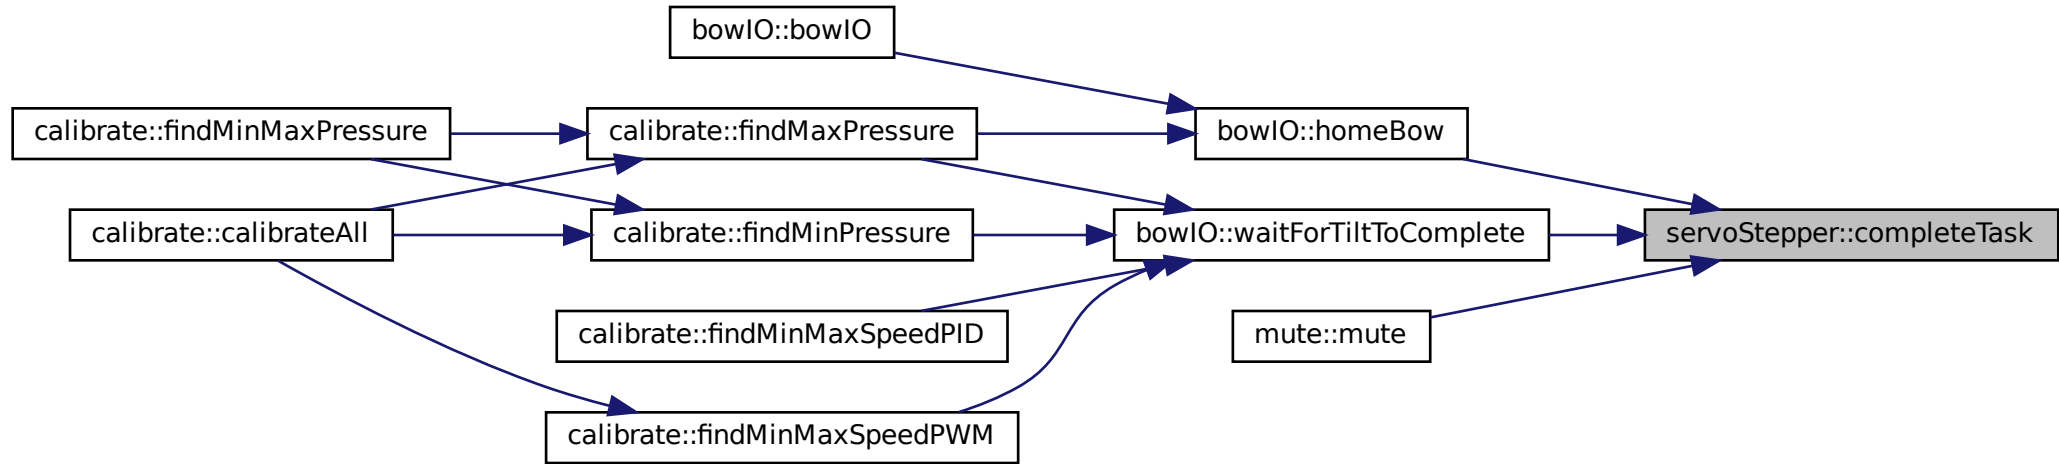 bowIO::bowIO
calibrate::findMinMaxPressure
calibrate::findMaxPressure
bowIO::homeBow
calibrate::calibrateAll
calibrate::findMinPressure
bowIO::waitForTiltToComplete
servoStepper::completeTask
calibrate::findMinMaxSpeedPID
mute::mute
calibrate::findMinMaxSpeedPWM